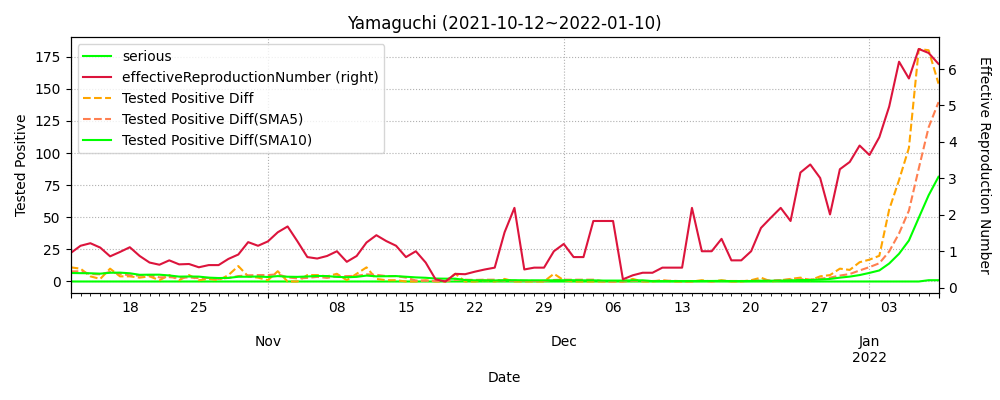 Yamaguchi (2021-10-12~2022-01-10)
serious
effectiveReproductionNumber (right)
Tested Positive Diff
Tested Positive Diff(SMA5)
Tested Positive Diff(SMA10)
Tested Positive
175
150
125
100
75
50
25
0
Effective Reproduction Number
6
5
4
3
2
1
0
18 25 08 15 22 29 06 13 20 27 03
Nov Dec Jan
2022
Date